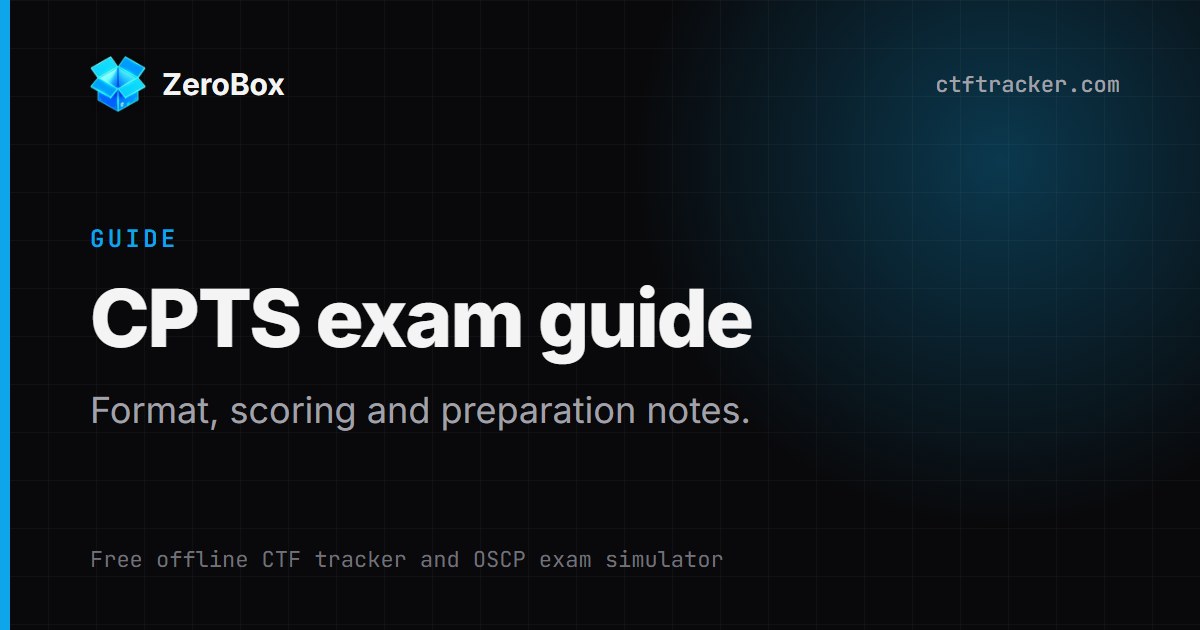 ZeroBox
ctftracker.com
GUIDE
CPTS exam guide
Format, scoring and preparation notes.
Free offline CTF tracker and OSCP exam simulator